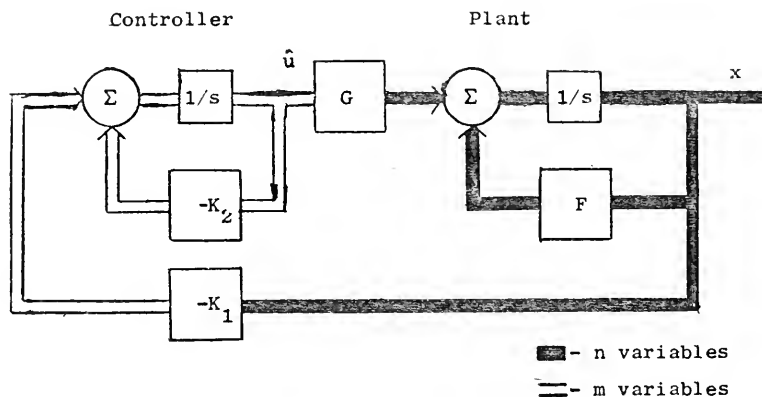 Controller
Plant
û
x
Σ
1/s
G
Σ
1/s
-K₂
F
-K₁
- n variables
- m variables